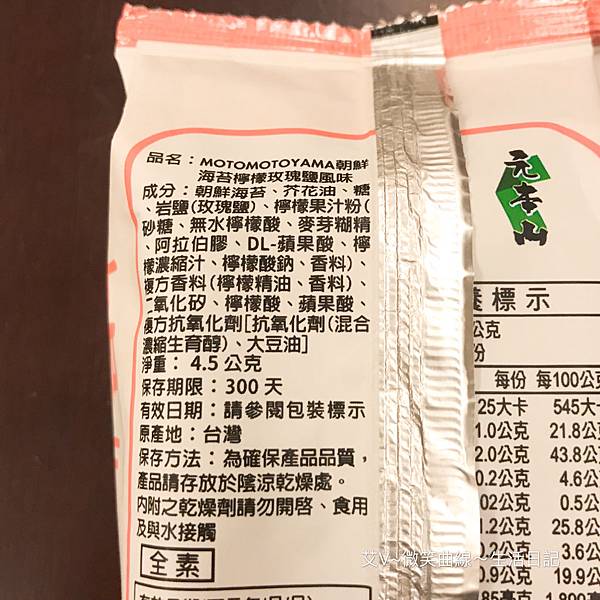 品名：MOTOMOTOYAMA朝鮮
海苔檸檬玫瑰鹽風味
成分：朝鮮海苔、芥花油、糖
、岩鹽(玫瑰鹽)、檸檬果汁粉(
砂糖、無水檸檬酸、麥芽糊精
、阿拉伯膠、DL-蘋果酸、檸
檬濃縮汁、檸檬酸鈉、香料)、
複方香料(檸檬精油、香料)、
二氧化矽、檸檬酸、蘋果酸、
複方抗氧化劑[抗氧化劑(混合
濃縮生育醇)、大豆油]
淨重：4.5公克
保存期限：300天
有效日期：請參閱包裝標示
原產地：台灣
保存方法：為確保產品品質，
產品請存放於陰涼乾燥處。
內附之乾燥劑請勿開啓、食用
及與水接觸
全素
元本山
標示
公克
份
每份 每100公克
25大卡 545大卡
1.0公克 21.8公克
2.0公克 43.8公克
0.2公克 4.6公克
02公克 0.5公克
1.2公克 25.8公克
0.2公克 3.6公克
0.9公克 19.9公克
85毫克
艾V~微笑曲線~生活日記